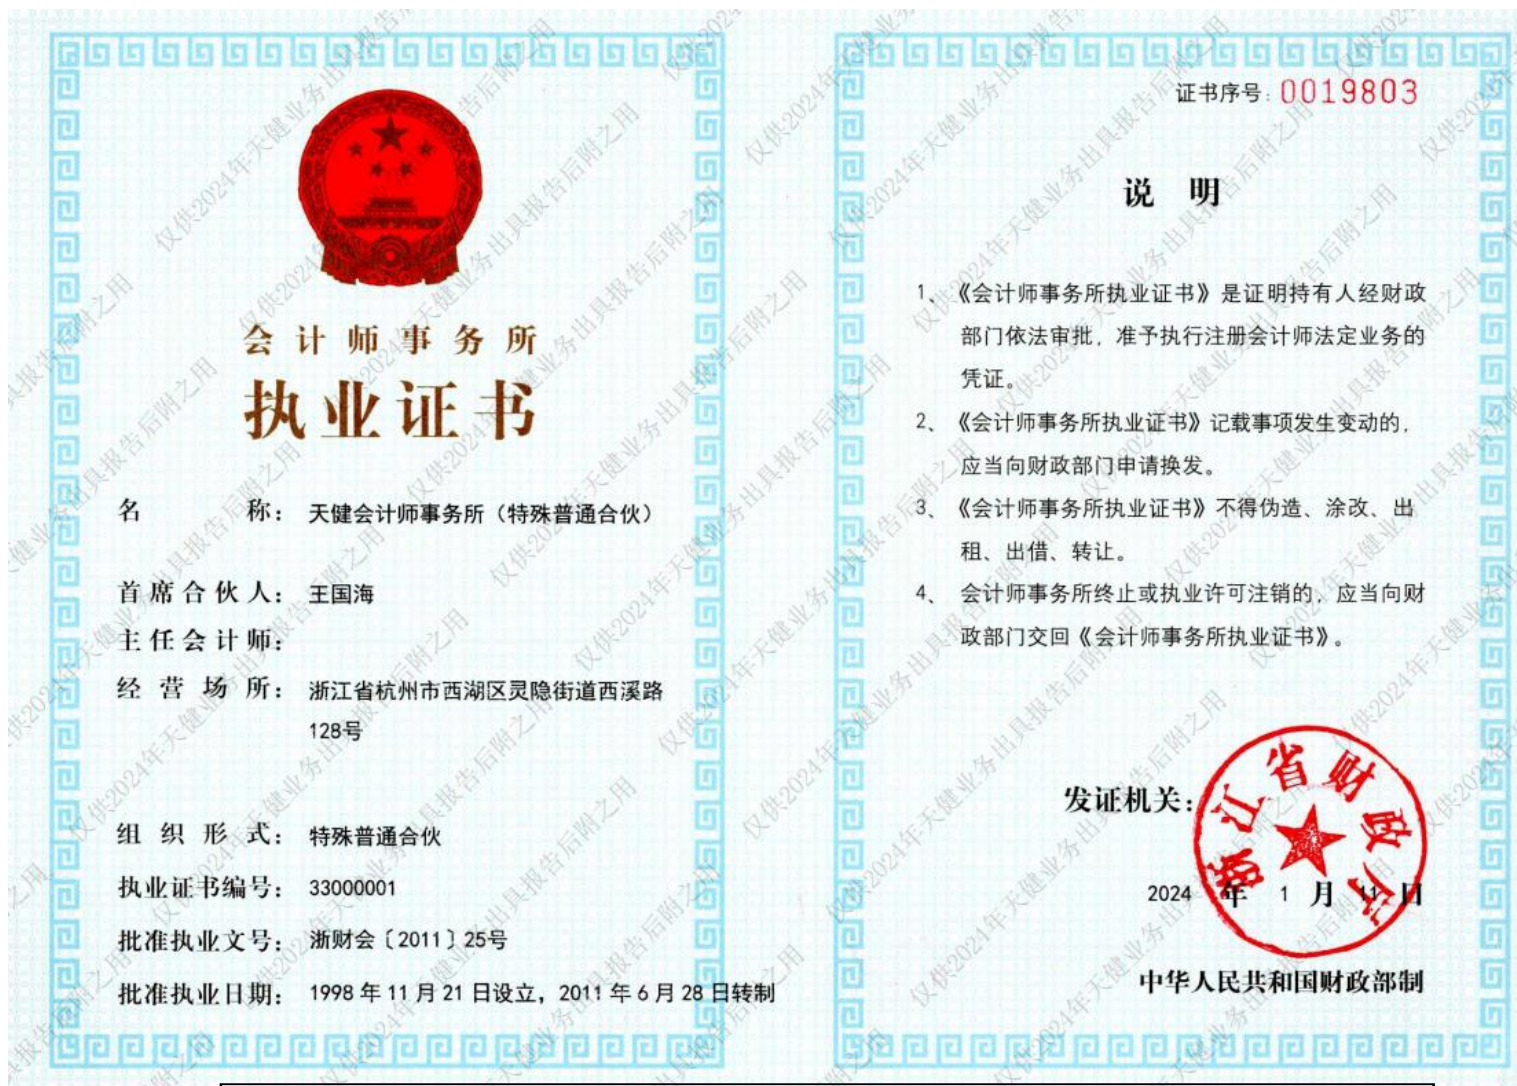 会计师事务所
执业证书
名 称： 天健会计师事务所（特殊普通合伙）
首席合伙人： 王国海
主任会计师：
经营场所： 浙江省杭州市西湖区灵隐街道西溪路
128号
组织形式： 特殊普通合伙
执业证书编号： 33000001
批准执业文号： 浙财会〔2011〕25号
批准执业日期： 1998 年 11 月 21 日设立，2011 年 6 月 28 日转制
证书序号：0019803
说 明
1、《会计师事务所执业证书》是证明持有人经财政
部门依法审批，准予执行注册会计师法定业务的
凭证。
2、《会计师事务所执业证书》记载事项发生变动的，
应当向财政部门申请换发。
3、《会计师事务所执业证书》不得伪造、涂改、出
租、出借、转让。
4、 会计师事务所终止或执业许可注销的，应当向财
政部门交回《会计师事务所执业证书》。
发证机关：
浙江省财政厅
2024 年 1 月 11 日
中华人民共和国财政部制
仅供2024年天健业务出具报告后附之用